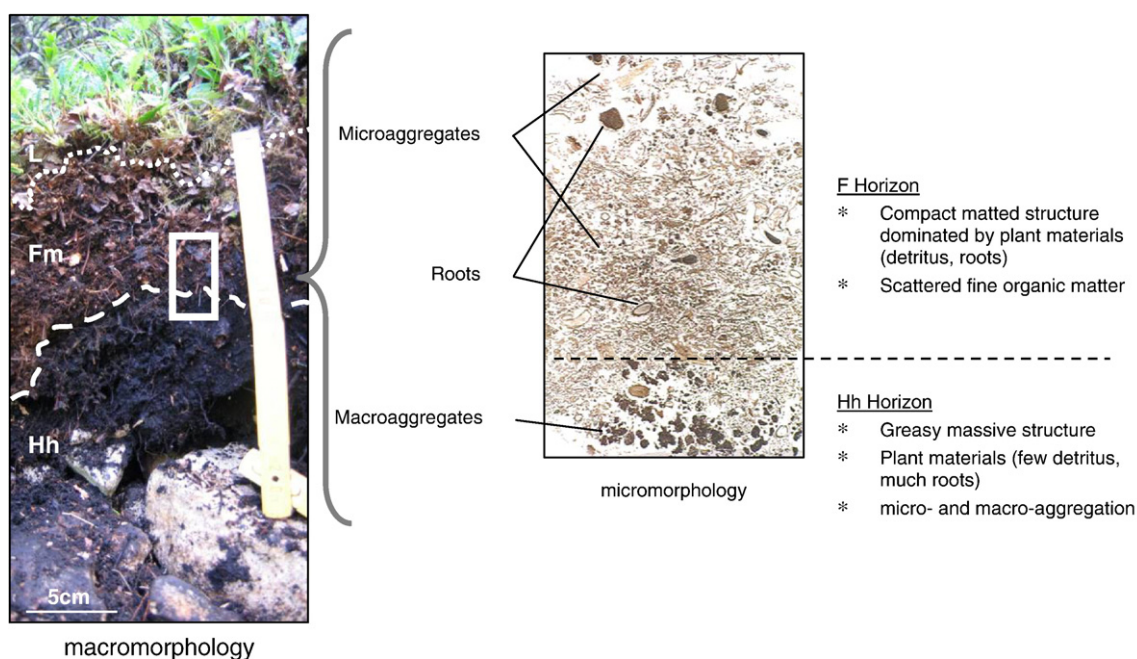 L
Fm
Hh
5cm
macromorphology
Microaggregates
Roots
Macroaggregates
micromorphology
F Horizon
* Compact matted structure
dominated by plant materials
(detritus, roots)
* Scattered fine organic matter
Hh Horizon
* Greasy massive structure
* Plant materials (few detritus,
much roots)
* micro- and macro-aggregation